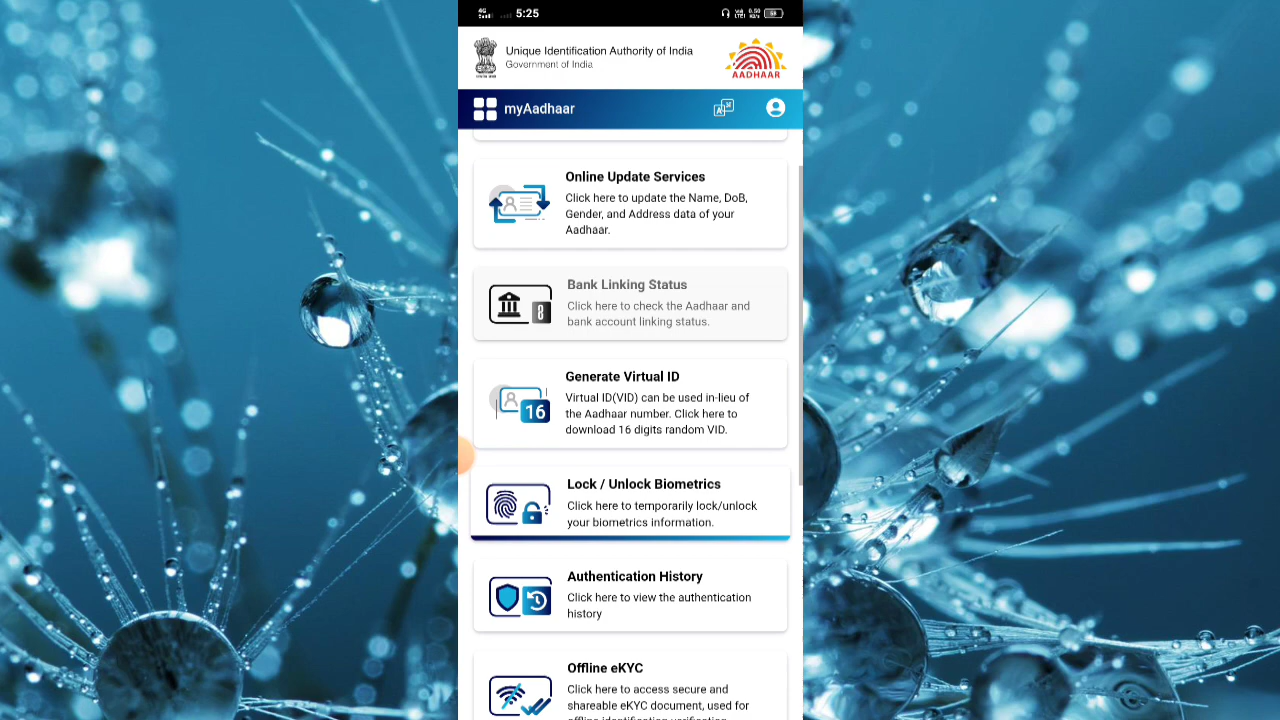 4G
5:25
Unique Identification Authority of India
Government of India
AADHAAR
myAadhaar
Online Update Services
Click here to update the Name, DoB,
Gender, and Address data of your
Aadhaar.
Bank Linking Status
Click here to check the Aadhaar and
bank account linking status.
8
Generate Virtual ID
Virtual ID(VID) can be used in-lieu of
the Aadhaar number. Click here to
download 16 digits random VID.
16
Lock / Unlock Biometrics
Click here to temporarily lock/unlock
your biometrics information.
Authentication History
Click here to view the authentication
history
Offline eKYC
Click here to access secure and
shareable eKYC document, used for
offline identification verification